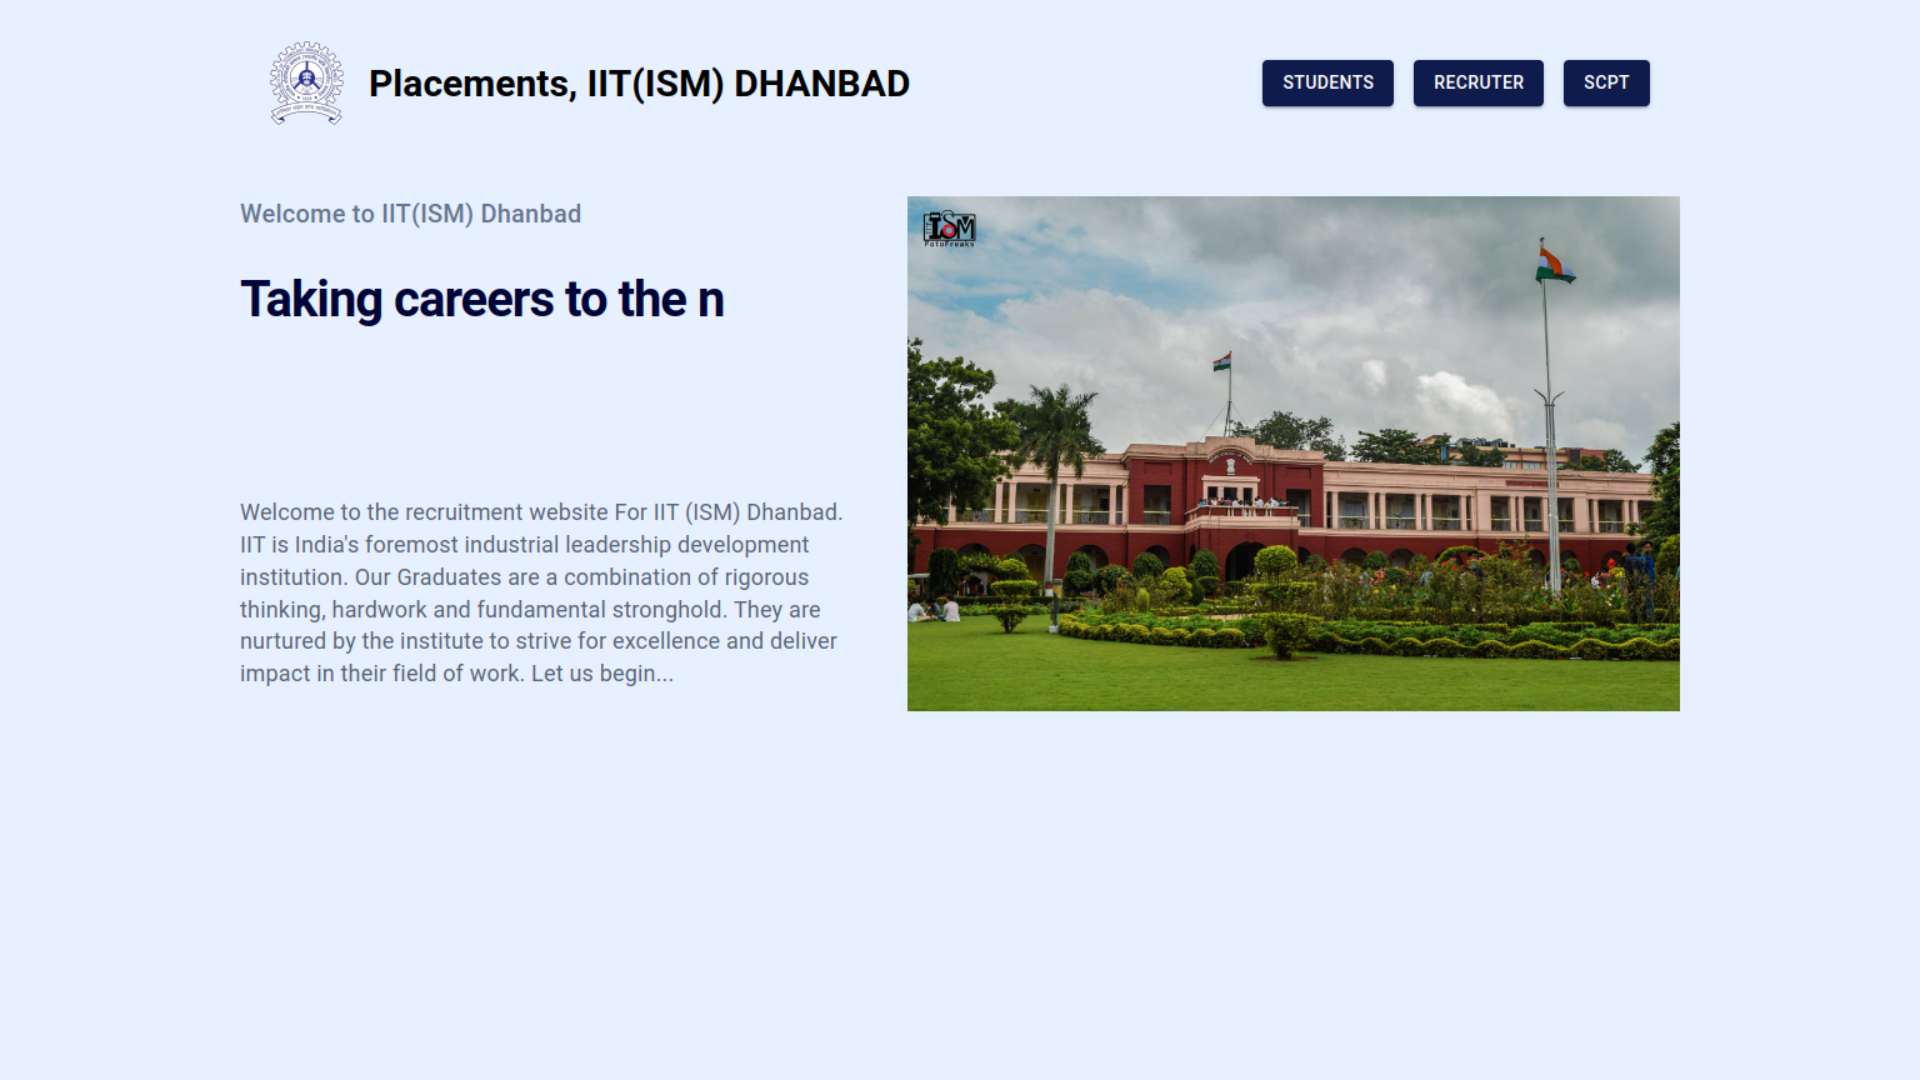 Placements, IIT(ISM) DHANBAD
STUDENTS
RECRUTER
SCPT
Welcome to IIT(ISM) Dhanbad
Taking careers to the n
Welcome to the recruitment website For IIT (ISM) Dhanbad.
IIT is India's foremost industrial leadership development
institution. Our Graduates are a combination of rigorous
thinking, hardwork and fundamental stronghold. They are
nurtured by the institute to strive for excellence and deliver
impact in their field of work. Let us begin...
ISM
FotoFreaks